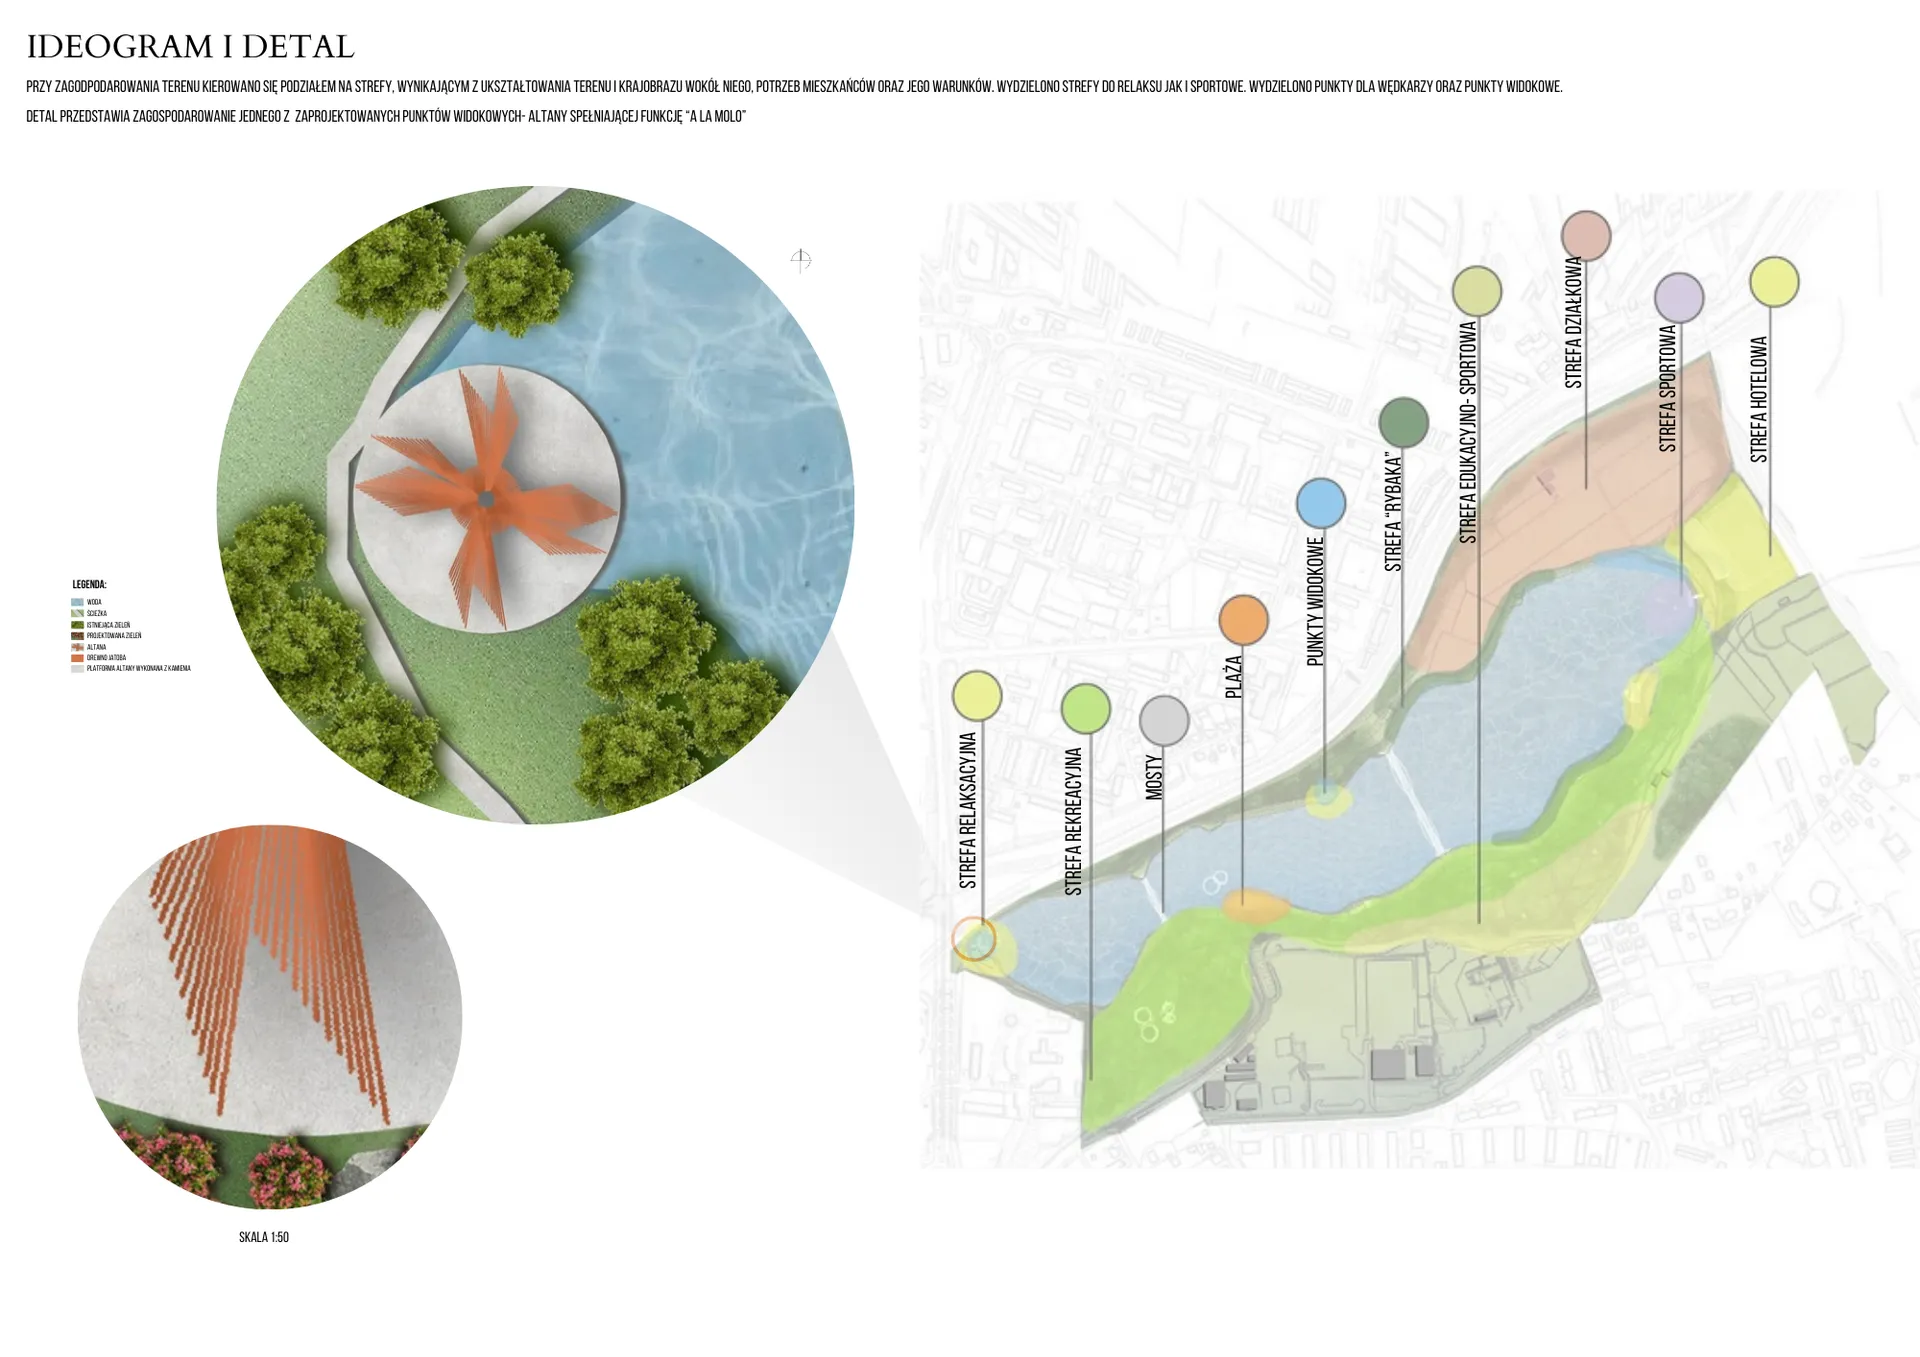 IDEOGRAM I DETAL
PRZY ZAGODPODAROWANIA TERENU KIEROWANO SIĘ PODZIAŁEM NA STREFY, WYNIKAJĄCYM Z UKSZTAŁTOWANIA TERENU I KRAJOBRAZU WOKÓŁ NIEGO, POTRZEB MIESZKAŃCÓW ORAZ JEGO WARUNKÓW. WYDZIELONO STREFY DO RELAKSU JAK I SPORTOWE. WYDZIELONO PUNKTY DLA WĘDKARZY ORAZ PUNKTY WIDOKOWE.
DETAL PRZEDSTAWIA ZAGOSPODAROWANIE JEDNEGO Z ZAPROJEKTOWANYCH PUNKTÓW WIDOKOWYCH- ALTANY SPEŁNIAJĄCEJ FUNKCJĘ “A LA MOLO”
LEGENDA:
WODA
ŚCIEŻKA
ISTNIEJĄCA ZIELEŃ
PROJEKTOWANA ZIELEŃ
ALTANA
DREWNO JATOBA
PLATFORMA ALTANY WYKONANA Z KAMIENIA
SKALA 1:50
STREFA RELAKSACYJNA
STREFA REKREACYJNA
MOSTY
PLAŻA
PUNKTY WIDOKOWE
STREFA “RYBAKA”
STREFA EDUKACYJNO- SPORTOWA
STREFA DZIAŁKOWA
STREFA SPORTOWA
STREFA HOTELOWA